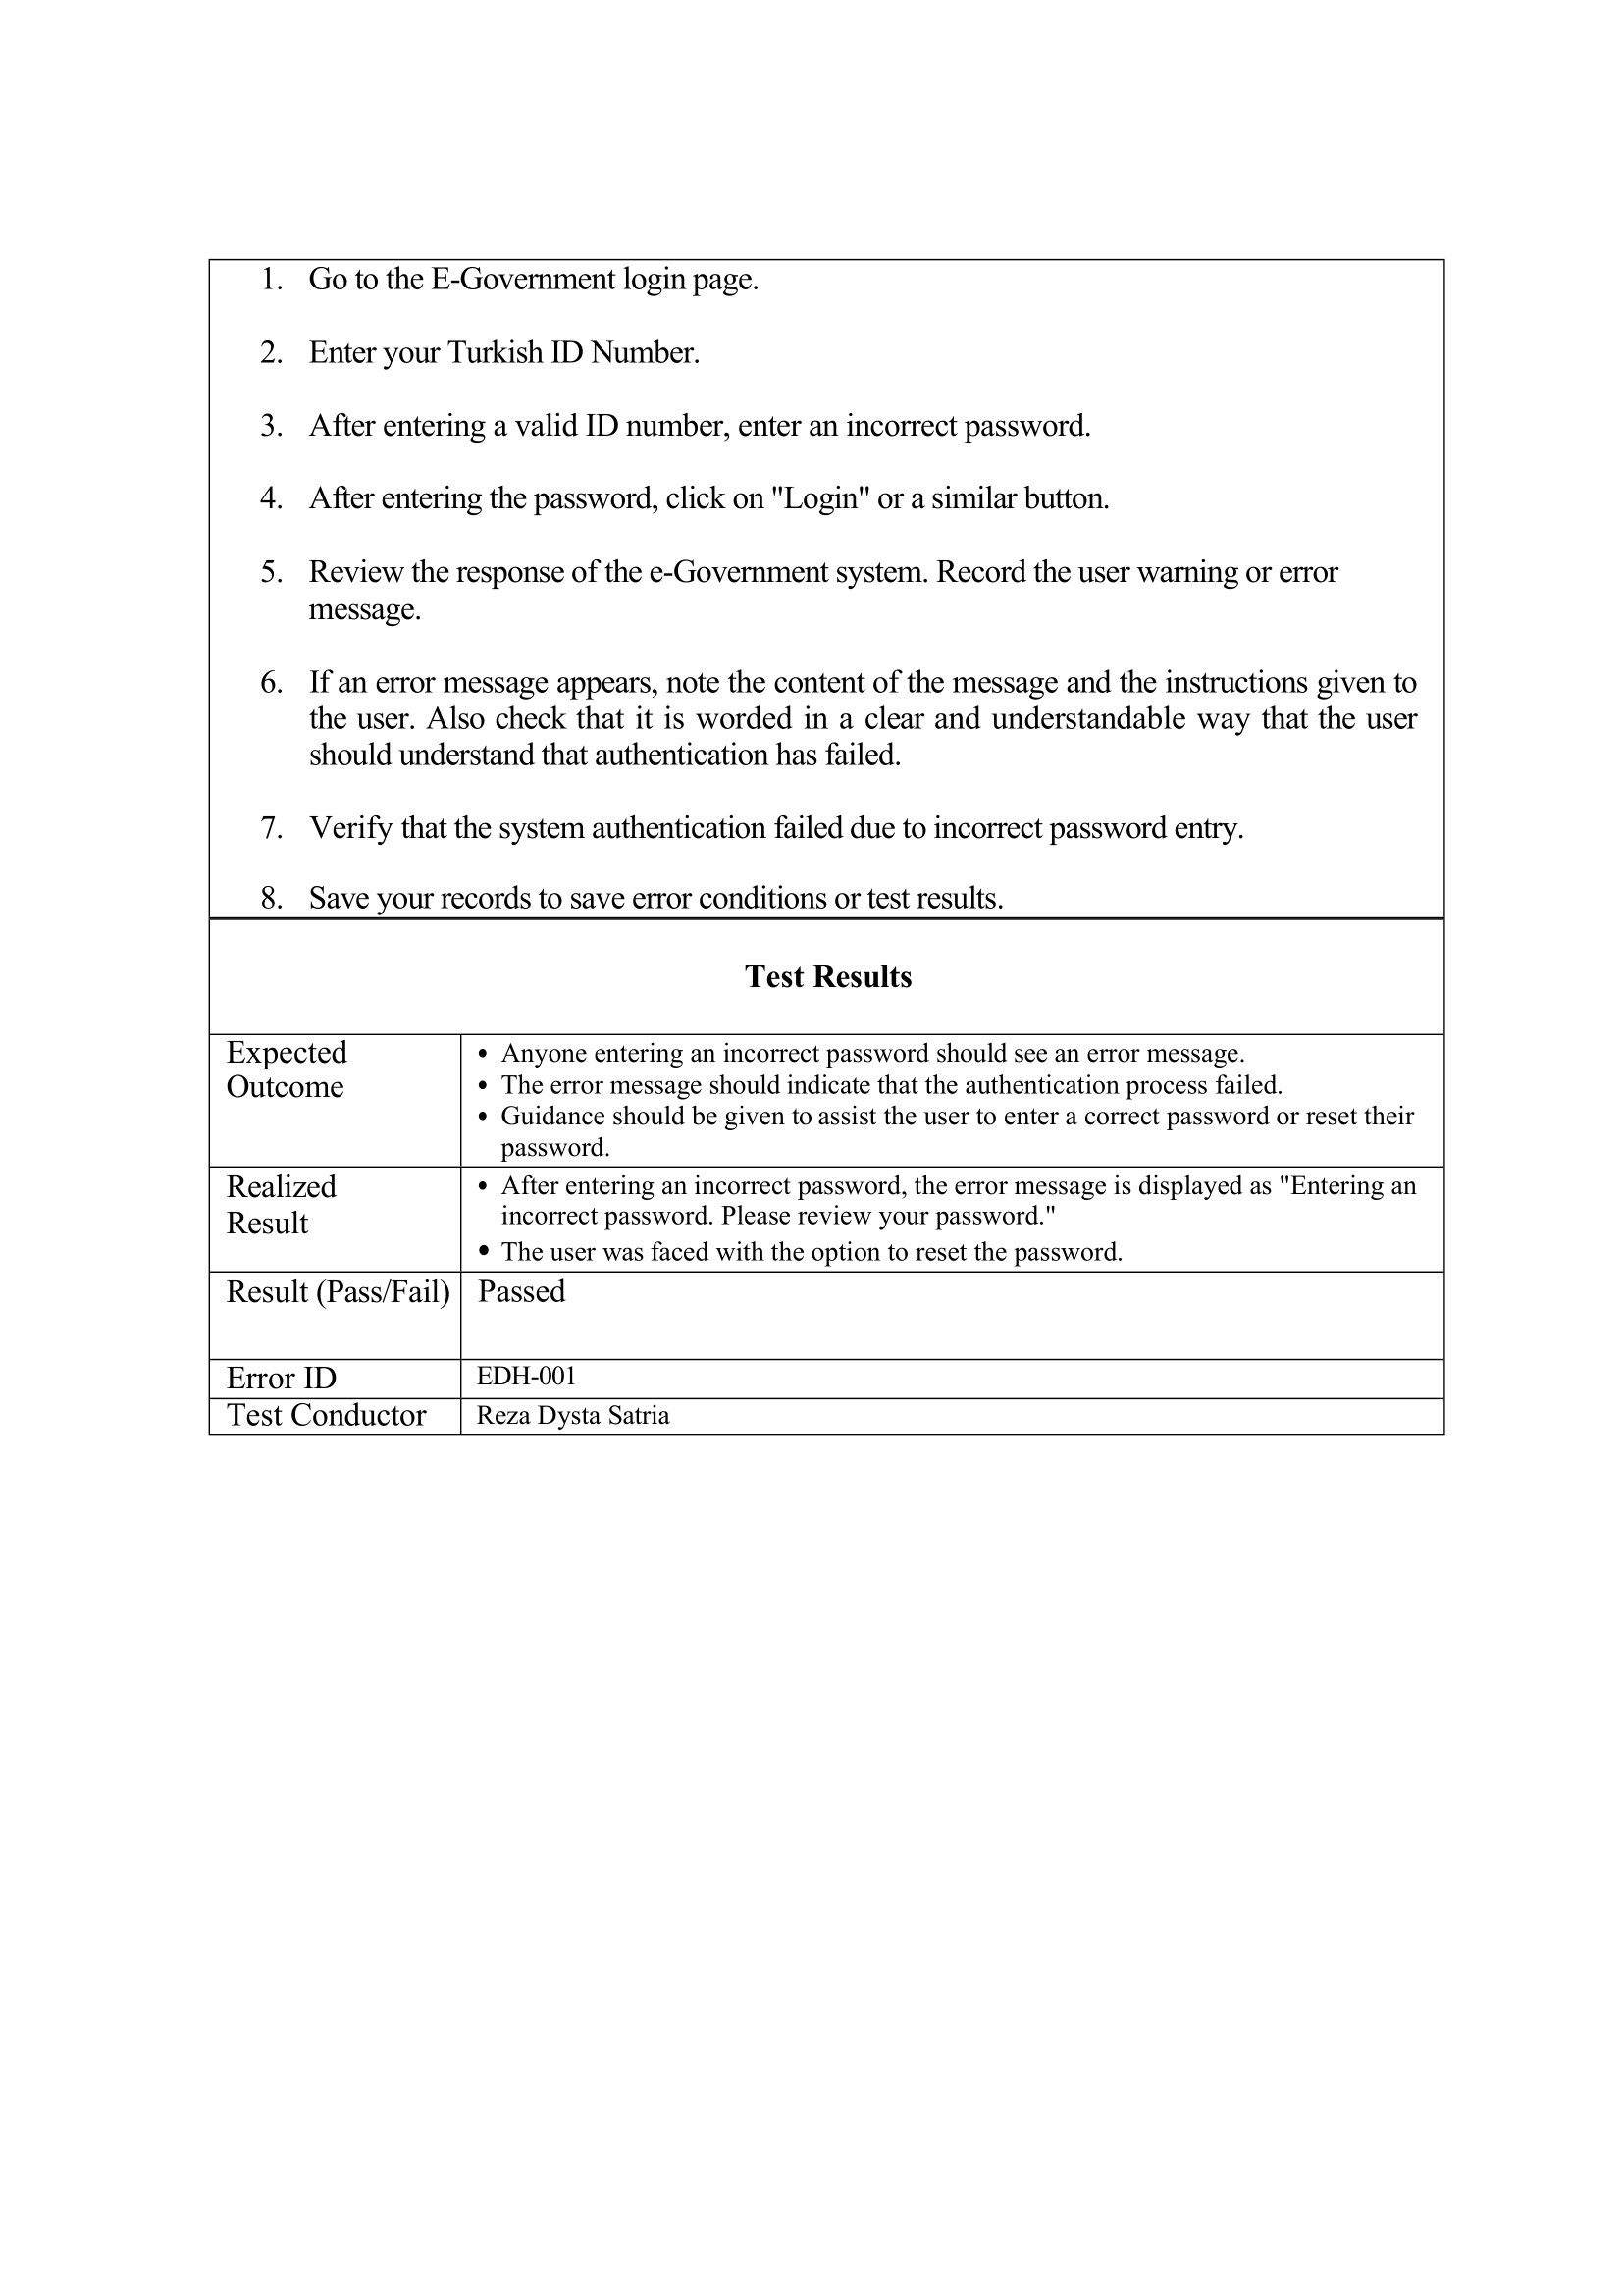 1. Go to the E-Government login page.
2. Enter your Turkish ID Number.
3. After entering a valid ID number, enter an incorrect password.
4. After entering the password, click on "Login" or a similar button.
5. Review the response of the e-Government system. Record the user warning or error
message.
6. If an error message appears, note the content of the message and the instructions given to
the user. Also check that it is worded in a clear and understandable way that the user
should understand that authentication has failed.
7. Verify that the system authentication failed due to incorrect password entry.
8. Save your records to save error conditions or test results.
Test Results
Expected
Outcome
• Anyone entering an incorrect password should see an error message.
• The error message should indicate that the authentication process failed.
• Guidance should be given to assist the user to enter a correct password or reset their
password.
Realized
Result
• After entering an incorrect password, the error message is displayed as "Entering an
incorrect password. Please review your password."
• The user was faced with the option to reset the password.
Result (Pass/Fail) Passed
Error ID EDH-001
Test Conductor Reza Dysta Satria